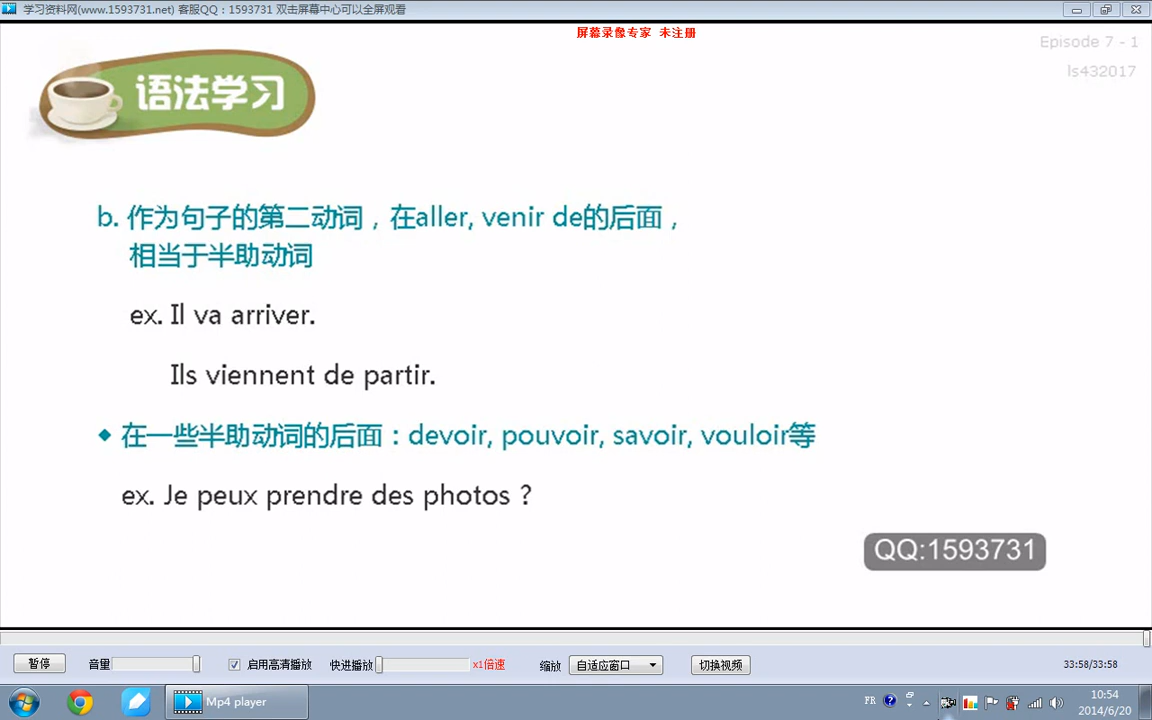 学习资料网(www.1593731.net) 客服QQ：1593731 双击屏幕中心可以全屏观看
屏幕录像专家 未注册
Episode 7 - 1
ls432017
语法学习
b. 作为句子的第二动词，在aller, venir de的后面，
相当于半助动词
ex. Il va arriver.
Ils viennent de partir.
◆ 在一些半助动词的后面：devoir, pouvoir, savoir, vouloir等
ex. Je peux prendre des photos ?
QQ:1593731
暂停 音量 启用高清播放 快进播放 x1倍速 缩放 自适应窗口 切换视频 33:58/33:58
Mp4 player FR 10:54
2014/6/20